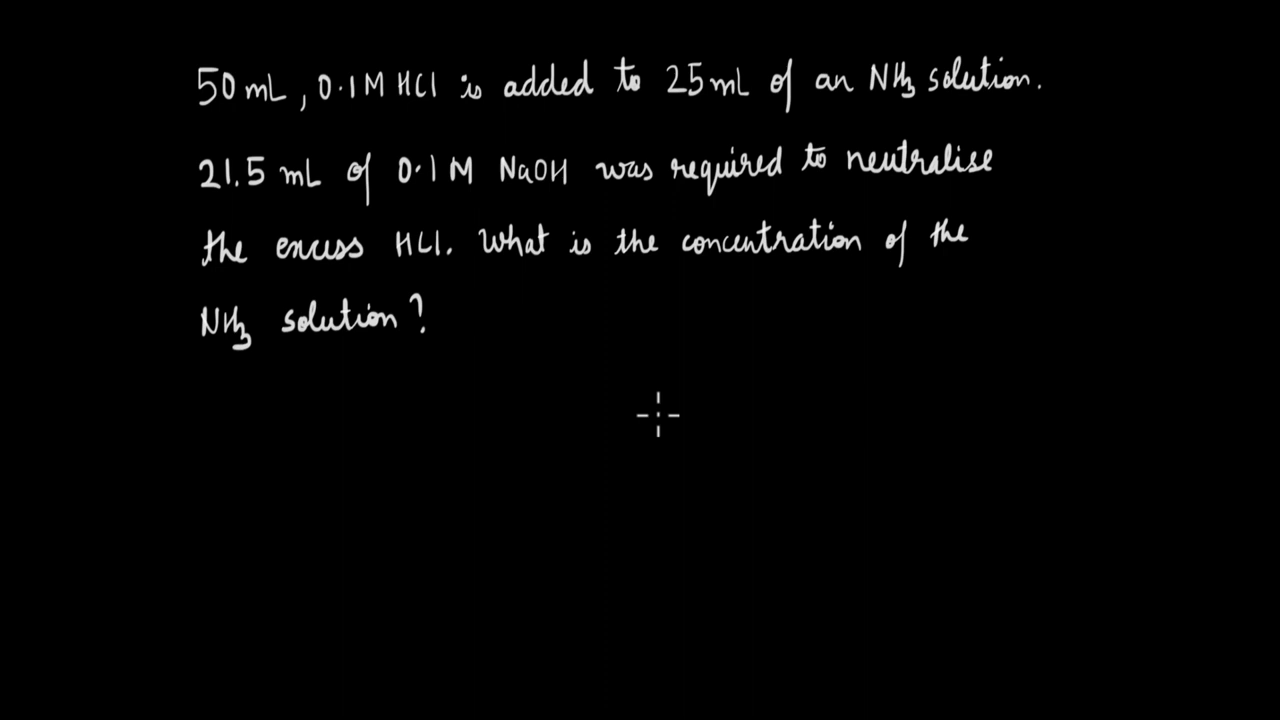 50 mL, 0.1 M HCl is added to 25 mL of an NH3 solution.
21.5 mL of 0.1 M NaOH was required to neutralise
the excess HCl. What is the concentration of the
NH3 solution?